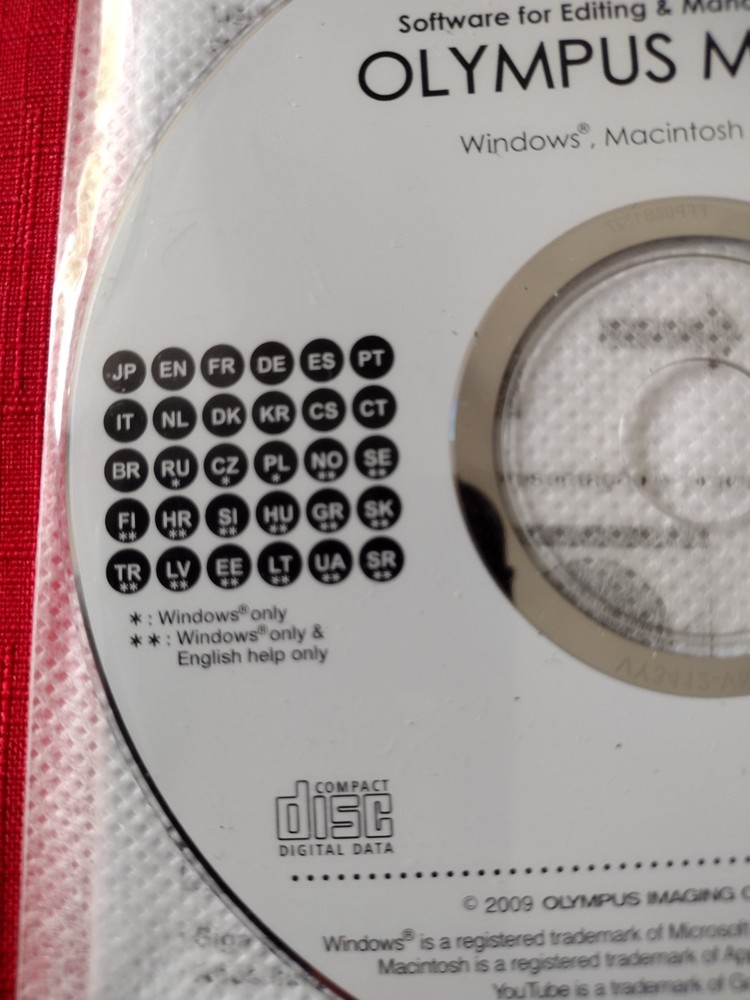 Software for Editing &
OLYMPUS M
Windows®, Macintosh
JP EN FR DE ES PT
IT NL DK KR CS CT
BR RU* CZ* PL* NO** SE**
FI** HR** SI** HU** GR** SK**
TR** LV** EE** LT** UA** SR**
* : Windows® only
** : Windows® only &
English help only
COMPACT
disc
DIGITAL DATA
© 2009 OLYMPUS IMAGING C
Windows® is a registered trademark of Microsoft
Macintosh is a registered trademark of App
YouTube is a trademark of G